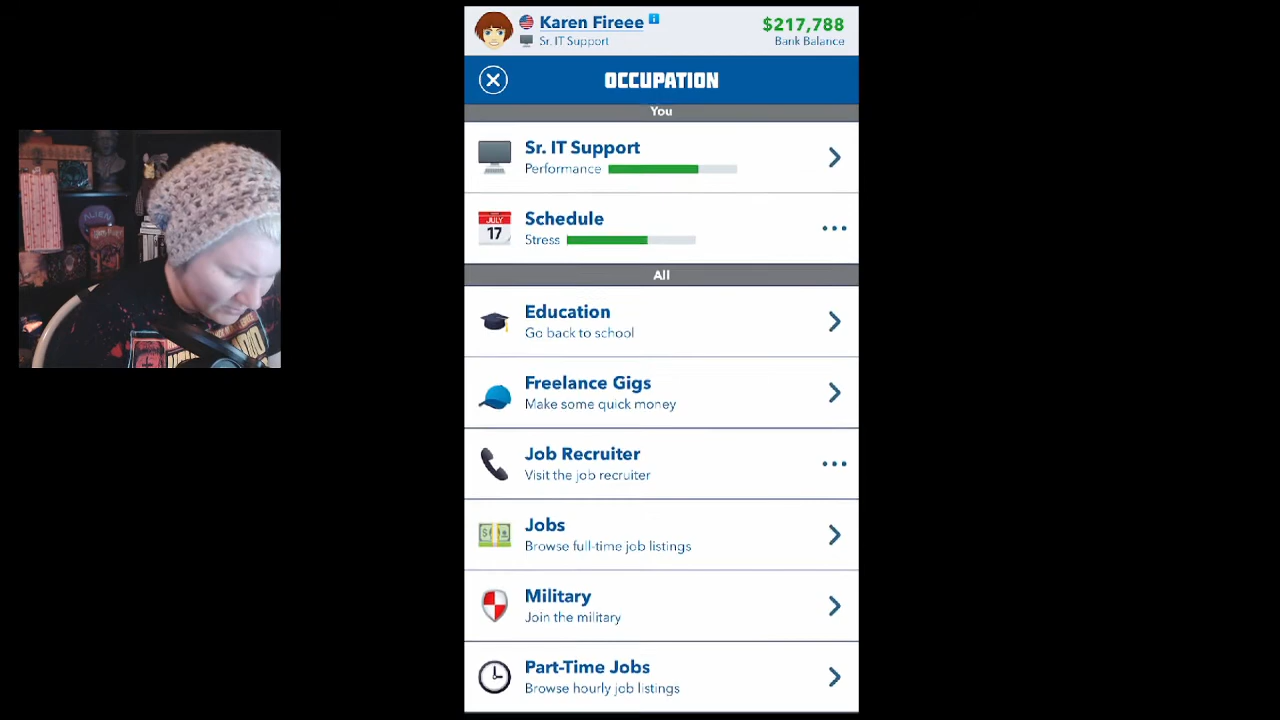 Karen Fireee
Sr. IT Support
$217,788
Bank Balance
OCCUPATION
You
Sr. IT Support
Performance
JULY
17
Schedule
Stress
All
Education
Go back to school
Freelance Gigs
Make some quick money
Job Recruiter
Visit the job recruiter
Jobs
Browse full-time job listings
Military
Join the military
Part-Time Jobs
Browse hourly job listings
ALIEN